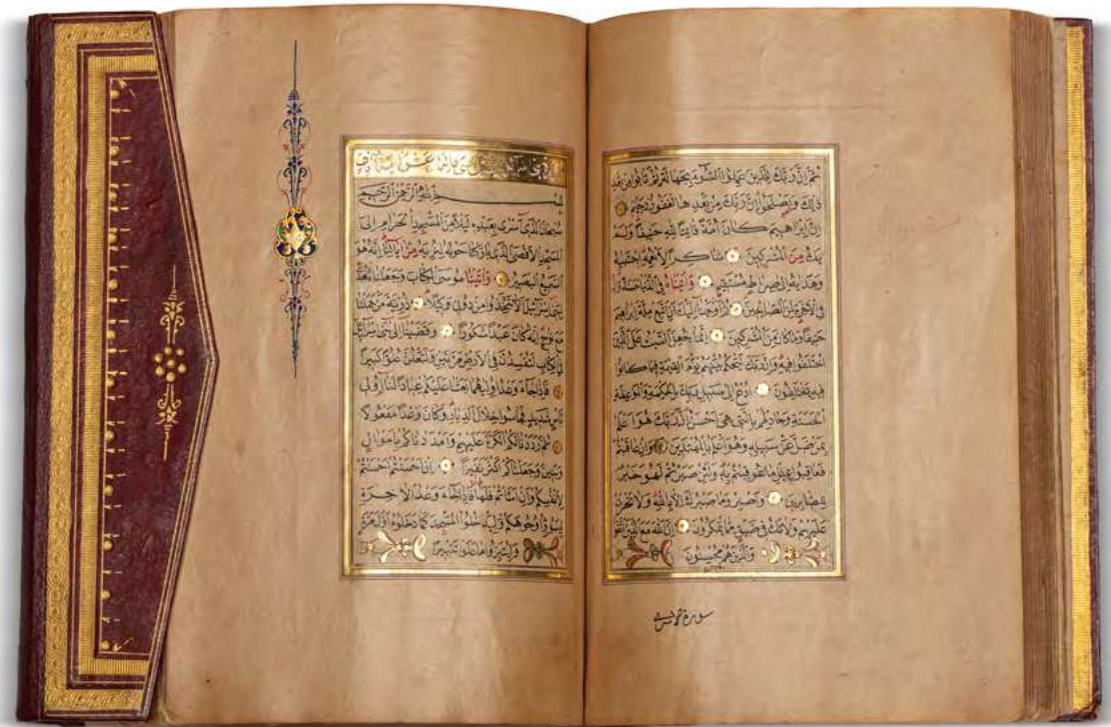 ثم إن ربك للذين عملوا السوء بجهالة ثم تابوا من بعد
ذلك وأصلحوا إن ربك من بعدها لغفور رحيم
إن إبراهيم كان أمة قانتا لله حنيفا ولم
يك من المشركين شاكرا لأنعمه اجتبيه
وهديه إلى صراط مستقيم وآتيناه في الدنيا حسنة وإنه
في الآخرة لمن الصالحين ثم أوحينا إليك أن اتبع ملة إبراهيم
حنيفا وما كان من المشركين إنما جعل السبت على الذين
اختلفوا فيه وإن ربك ليحكم بينهم يوم القيمة فيما كانوا
فيه يختلفون ادع إلى سبيل ربك بالحكمة والموعظة
الحسنة وجادلهم بالتي هي أحسن إن ربك هو أعلم
بمن ضل عن سبيله وهو أعلم بالمهتدين وإن عاقبتم
فعاقبوا بمثل ما عوقبتم به ولئن صبرتم لهو خير
للصابرين واصبر وما صبرك إلا بالله ولا تحزن
عليهم ولا تك في ضيق مما يمكرون إن الله مع الذين اتقوا
والذين هم محسنون
سورة
بسم الله الرحمن الرحيم
سبحان الذي أسرى بعبده ليلا من المسجد الحرام إلى
المسجد الأقصى الذي باركنا حوله لنريه من آياتنا إنه هو
السميع البصير وآتينا موسى الكتاب وجعلناه هدى
لبني إسرائيل ألا تتخذوا من دوني وكيلا ذرية من حملنا
مع نوح إنه كان عبدا شكورا وقضينا إلى بني إسرائيل
في الكتاب لتفسدن في الأرض مرتين ولتعلن علوا كبيرا
فإذا جاء وعد أوليهما بعثنا عليكم عبادا لنا أولي
بأس شديد فجاسوا خلال الديار وكان وعدا مفعولا
ثم رددنا لكم الكرة عليهم وأمددناكم بأموال
وبنين وجعلناكم أكثر نفيرا إن أحسنتم أحسنتم
لأنفسكم وإن أسأتم فلها فإذا جاء وعد الآخرة
ليسوؤا وجوهكم وليدخلوا المسجد كما دخلوه أول مرة
وليتبروا ما علوا تتبيرا